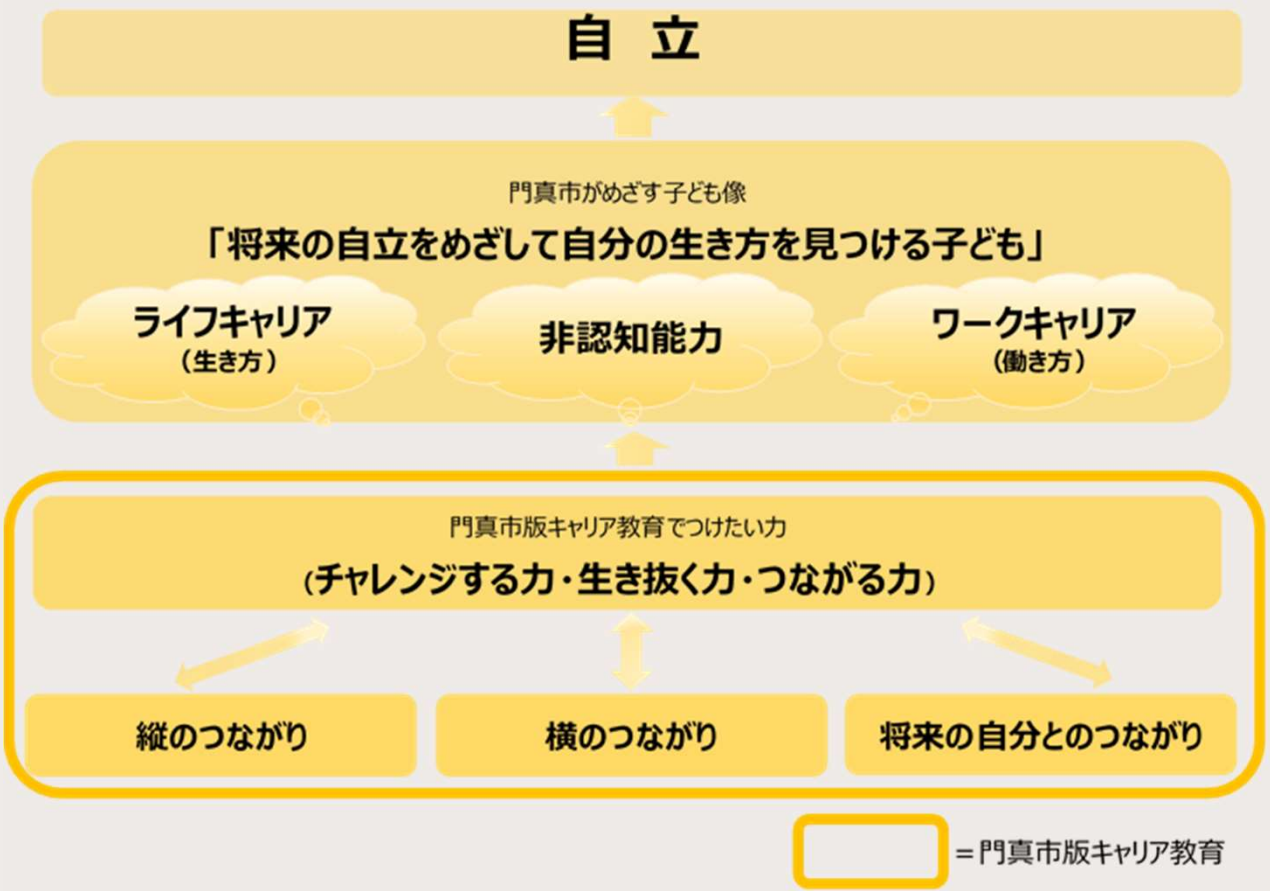 自 立
門真市がめざす子ども像
「将来の自立をめざして自分の生き方を見つける子ども」
ライフキャリア
（生き方）
非認知能力
ワークキャリア
（働き方）
門真市版キャリア教育でつけたい力
（チャレンジする力・生き抜く力・つながる力）
縦のつながり
横のつながり
将来の自分とのつながり
＝門真市版キャリア教育